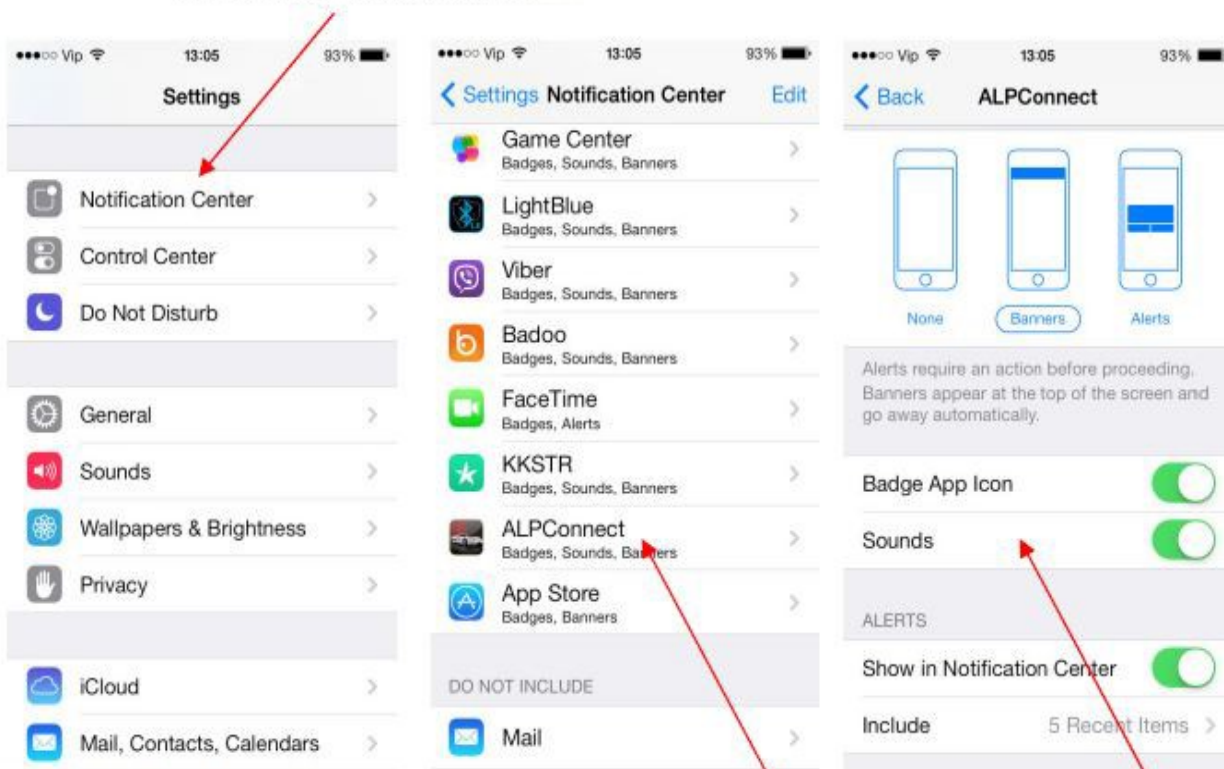 Vip 13:05 93%
Settings
Notification Center
Control Center
Do Not Disturb
General
Sounds
Wallpapers & Brightness
Privacy
iCloud
Mail, Contacts, Calendars
Vip 13:05 93%
Settings Notification Center Edit
Game Center
Badges, Sounds, Banners
LightBlue
Badges, Sounds, Banners
Viber
Badges, Sounds, Banners
Badoo
Badges, Sounds, Banners
FaceTime
Badges, Alerts
KKSTR
Badges, Sounds, Banners
ALPConnect
Badges, Sounds, Banners
App Store
Badges, Banners
DO NOT INCLUDE
Mail
Vip 13:05 93%
Back ALPConnect
None Banners Alerts
Alerts require an action before proceeding.
Banners appear at the top of the screen and
go away automatically.
Badge App Icon
Sounds
ALERTS
Show in Notification Center
Include 5 Recent Items